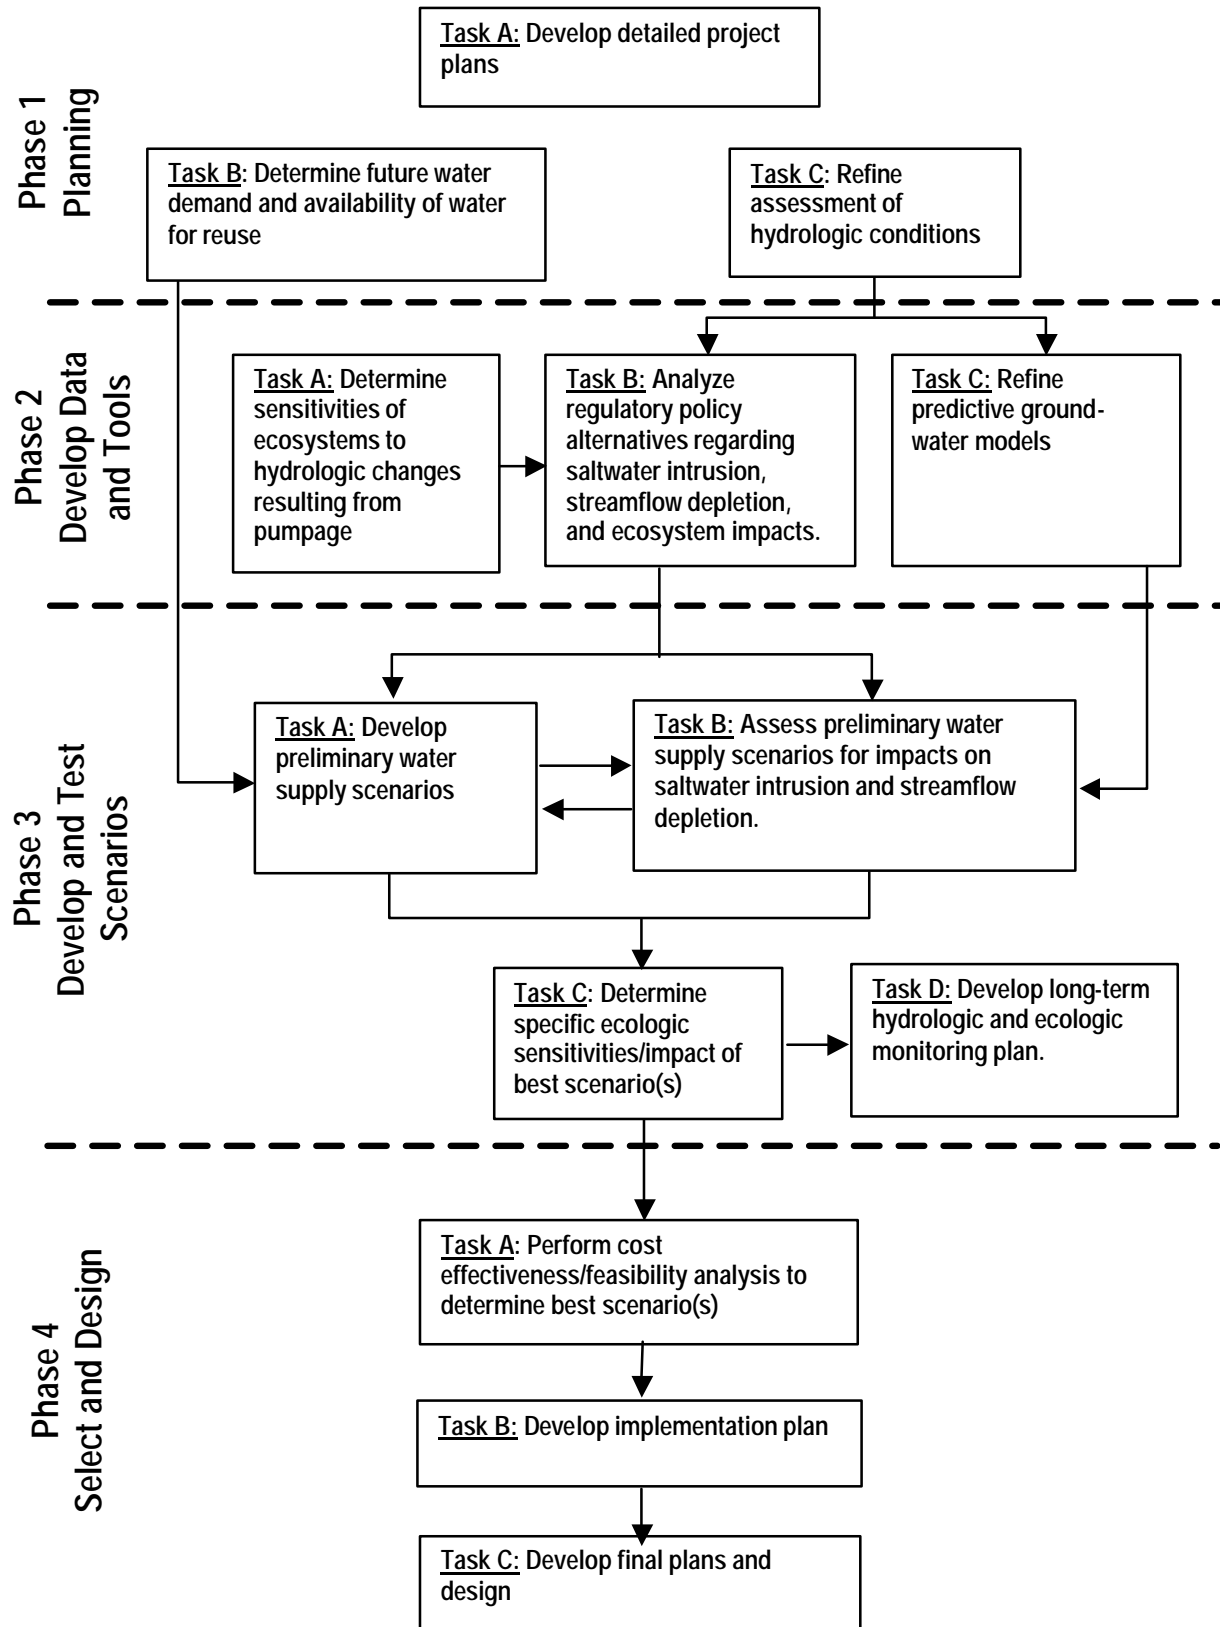 Phase 1
Planning
Task A: Develop detailed project
plans
Task B: Determine future water
demand and availability of water
for reuse
Task C: Refine
assessment of
hydrologic conditions
Phase 2
Develop Data
and Tools
Task A: Determine
sensitivities of
ecosystems to
hydrologic changes
resulting from
pumpage
Task B: Analyze
regulatory policy
alternatives regarding
saltwater intrusion,
streamflow depletion,
and ecosystem impacts.
Task C: Refine
predictive ground-
water models
Phase 3
Develop and Test
Scenarios
Task A: Develop
preliminary water
supply scenarios
Task B: Assess preliminary water
supply scenarios for impacts on
saltwater intrusion and streamflow
depletion.
Task C: Determine
specific ecologic
sensitivities/impact of
best scenario(s)
Task D: Develop long-term
hydrologic and ecologic
monitoring plan.
Phase 4
Select and Design
Task A: Perform cost
effectiveness/feasibility analysis to
determine best scenario(s)
Task B: Develop implementation plan
Task C: Develop final plans and
design